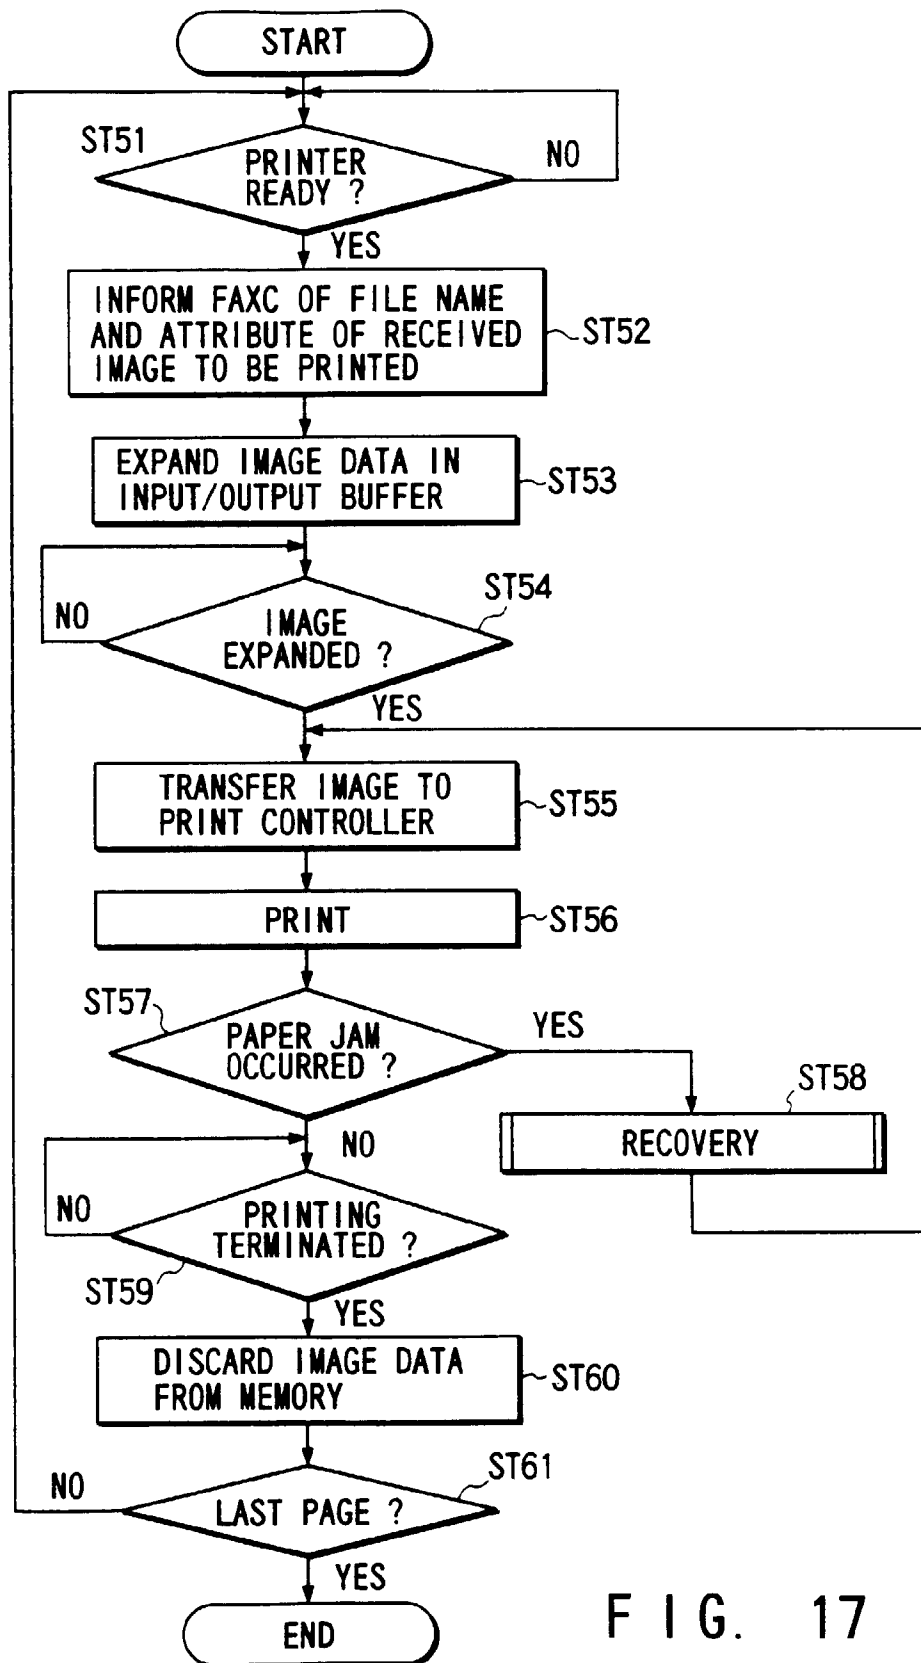 START
ST51
PRINTER
READY ?
NO
YES
INFORM FAXC OF FILE NAME
AND ATTRIBUTE OF RECEIVED
IMAGE TO BE PRINTED
ST52
EXPAND IMAGE DATA IN
INPUT/OUTPUT BUFFER
ST53
ST54
NO
IMAGE
EXPANDED ?
YES
TRANSFER IMAGE TO
PRINT CONTROLLER
ST55
PRINT
ST56
ST57
PAPER JAM
OCCURRED ?
YES
ST58
RECOVERY
NO
NO
PRINTING
TERMINATED ?
ST59
YES
DISCARD IMAGE DATA
FROM MEMORY
ST60
ST61
NO
LAST PAGE ?
YES
END
FIG. 17